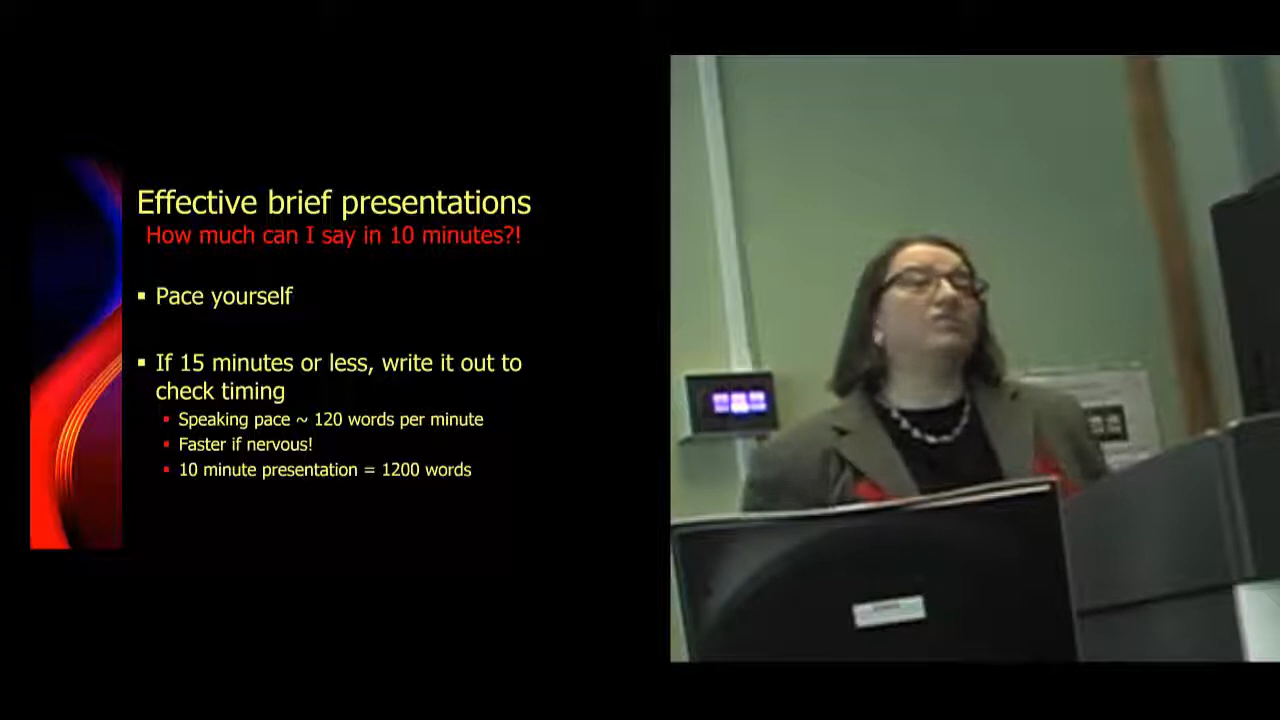 Effective brief presentations
How much can I say in 10 minutes?!
▪ Pace yourself
▪ If 15 minutes or less, write it out to
check timing
▪ Speaking pace ~ 120 words per minute
▪ Faster if nervous!
▪ 10 minute presentation = 1200 words